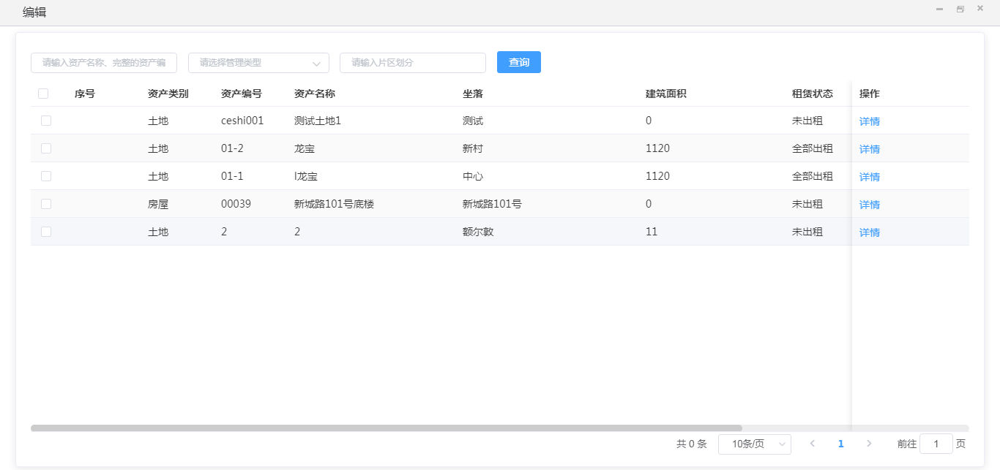 编辑
请输入资产名称、完整的资产编 请选择管理类型 请输入片区划分 查询
序号 资产类别 资产编号 资产名称 坐落 建筑面积 租赁状态 操作
土地 ceshi001 测试土地1 测试 0 未出租 详情
土地 01-2 龙宝 新村 1120 全部出租 详情
土地 01-1 l龙宝 中心 1120 全部出租 详情
房屋 00039 新城路101号底楼 新城路101号 0 未出租 详情
土地 2 2 额尔敦 11 未出租 详情
共 0 条 10条/页 1 前往 1 页